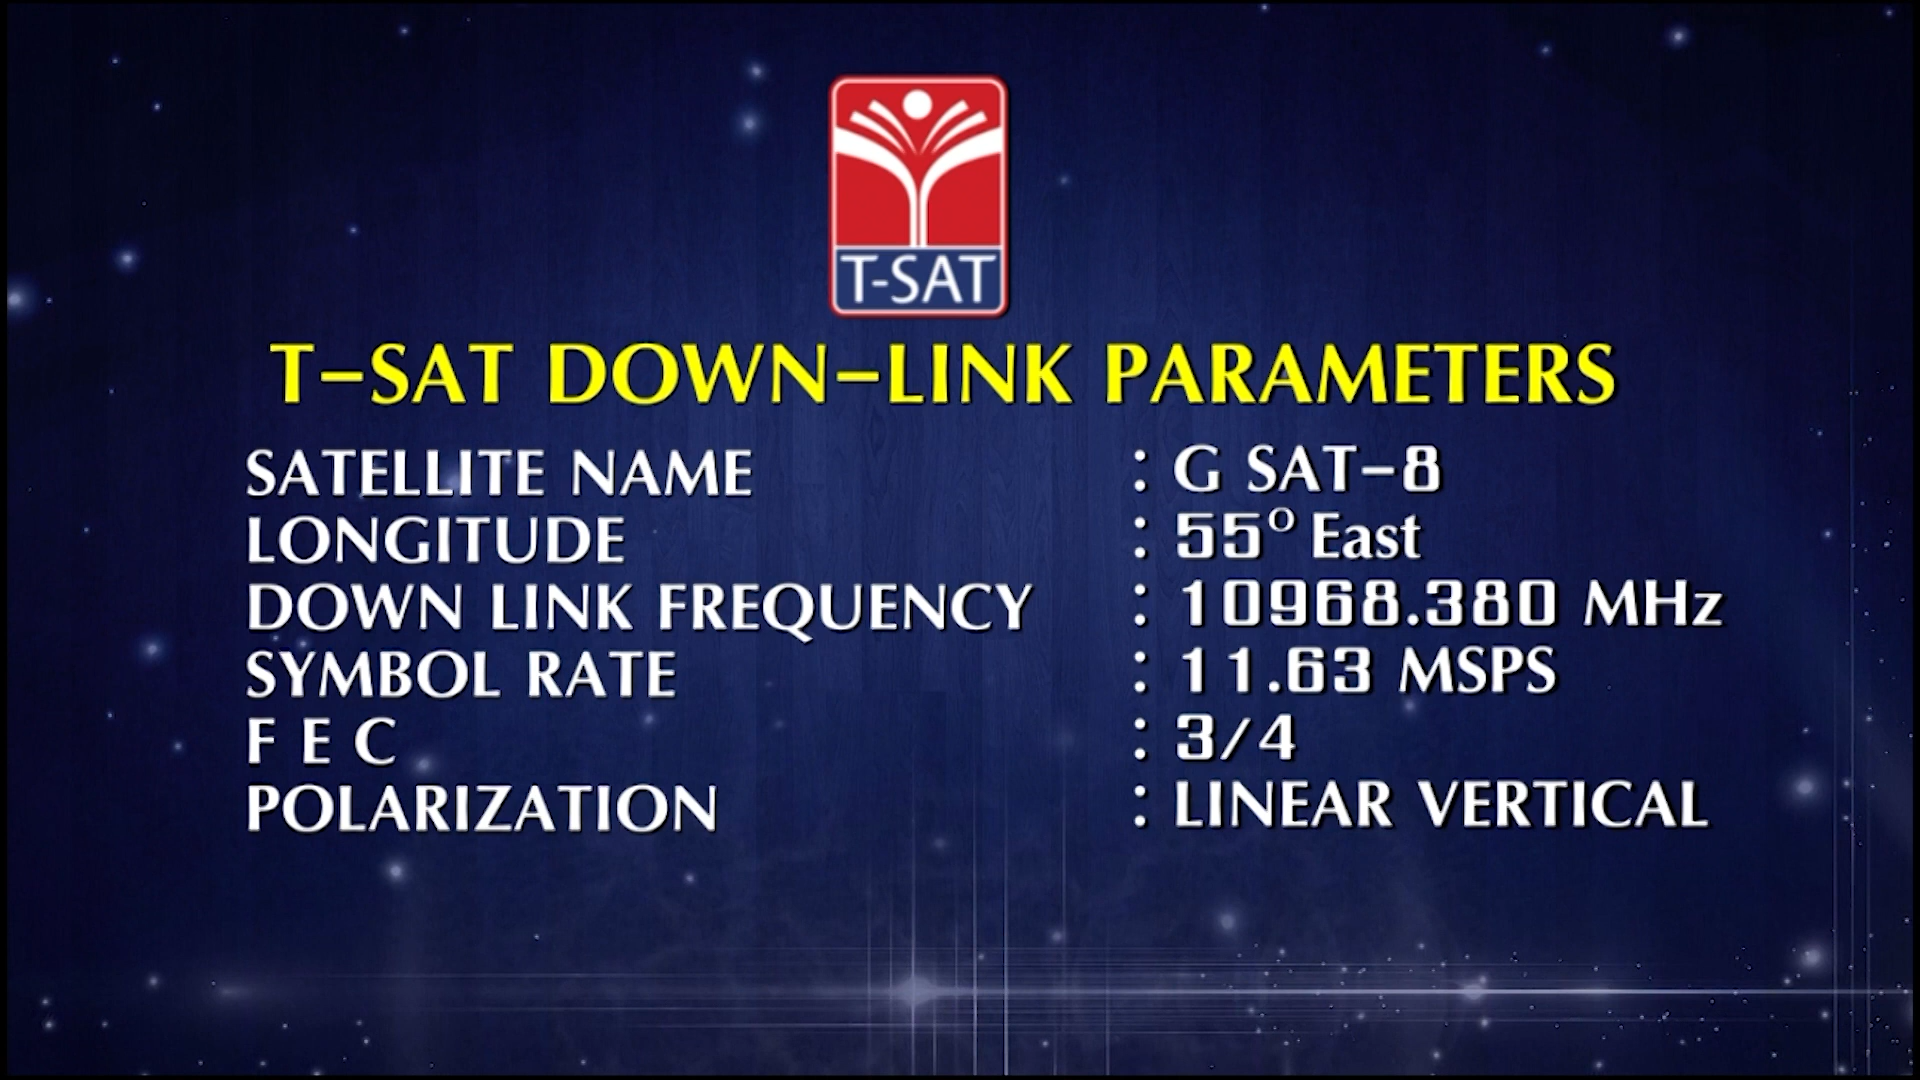 T-SAT
T-SAT DOWN-LINK PARAMETERS
SATELLITE NAME : G SAT-8
LONGITUDE : 55° East
DOWN LINK FREQUENCY : 10968.380 MHz
SYMBOL RATE : 11.63 MSPS
F E C : 3/4
POLARIZATION : LINEAR VERTICAL